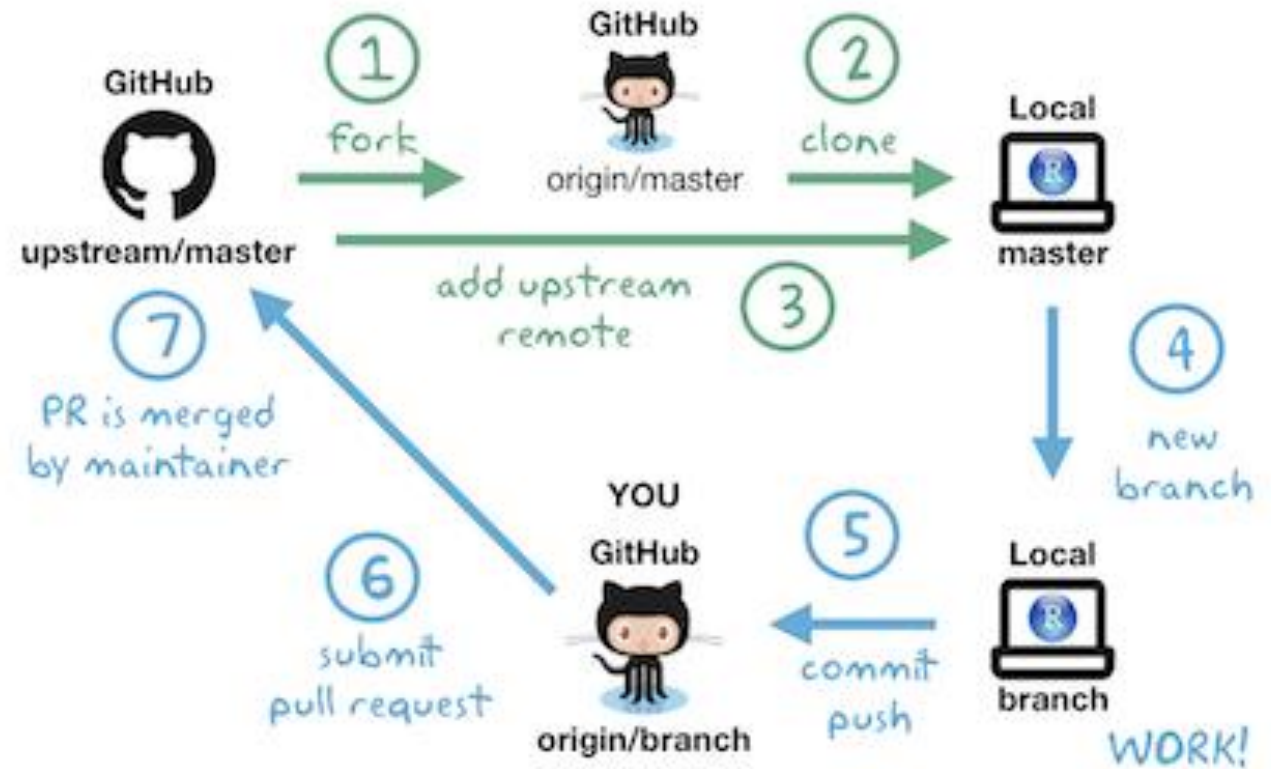 GitHub
upstream/master
1
fork
GitHub
origin/master
2
clone
Local
R
master
add upstream
remote
3
4
new
branch
Local
R
branch
WORK!
5
commit
push
YOU
GitHub
origin/branch
6
submit
pull request
7
PR is merged
by maintainer